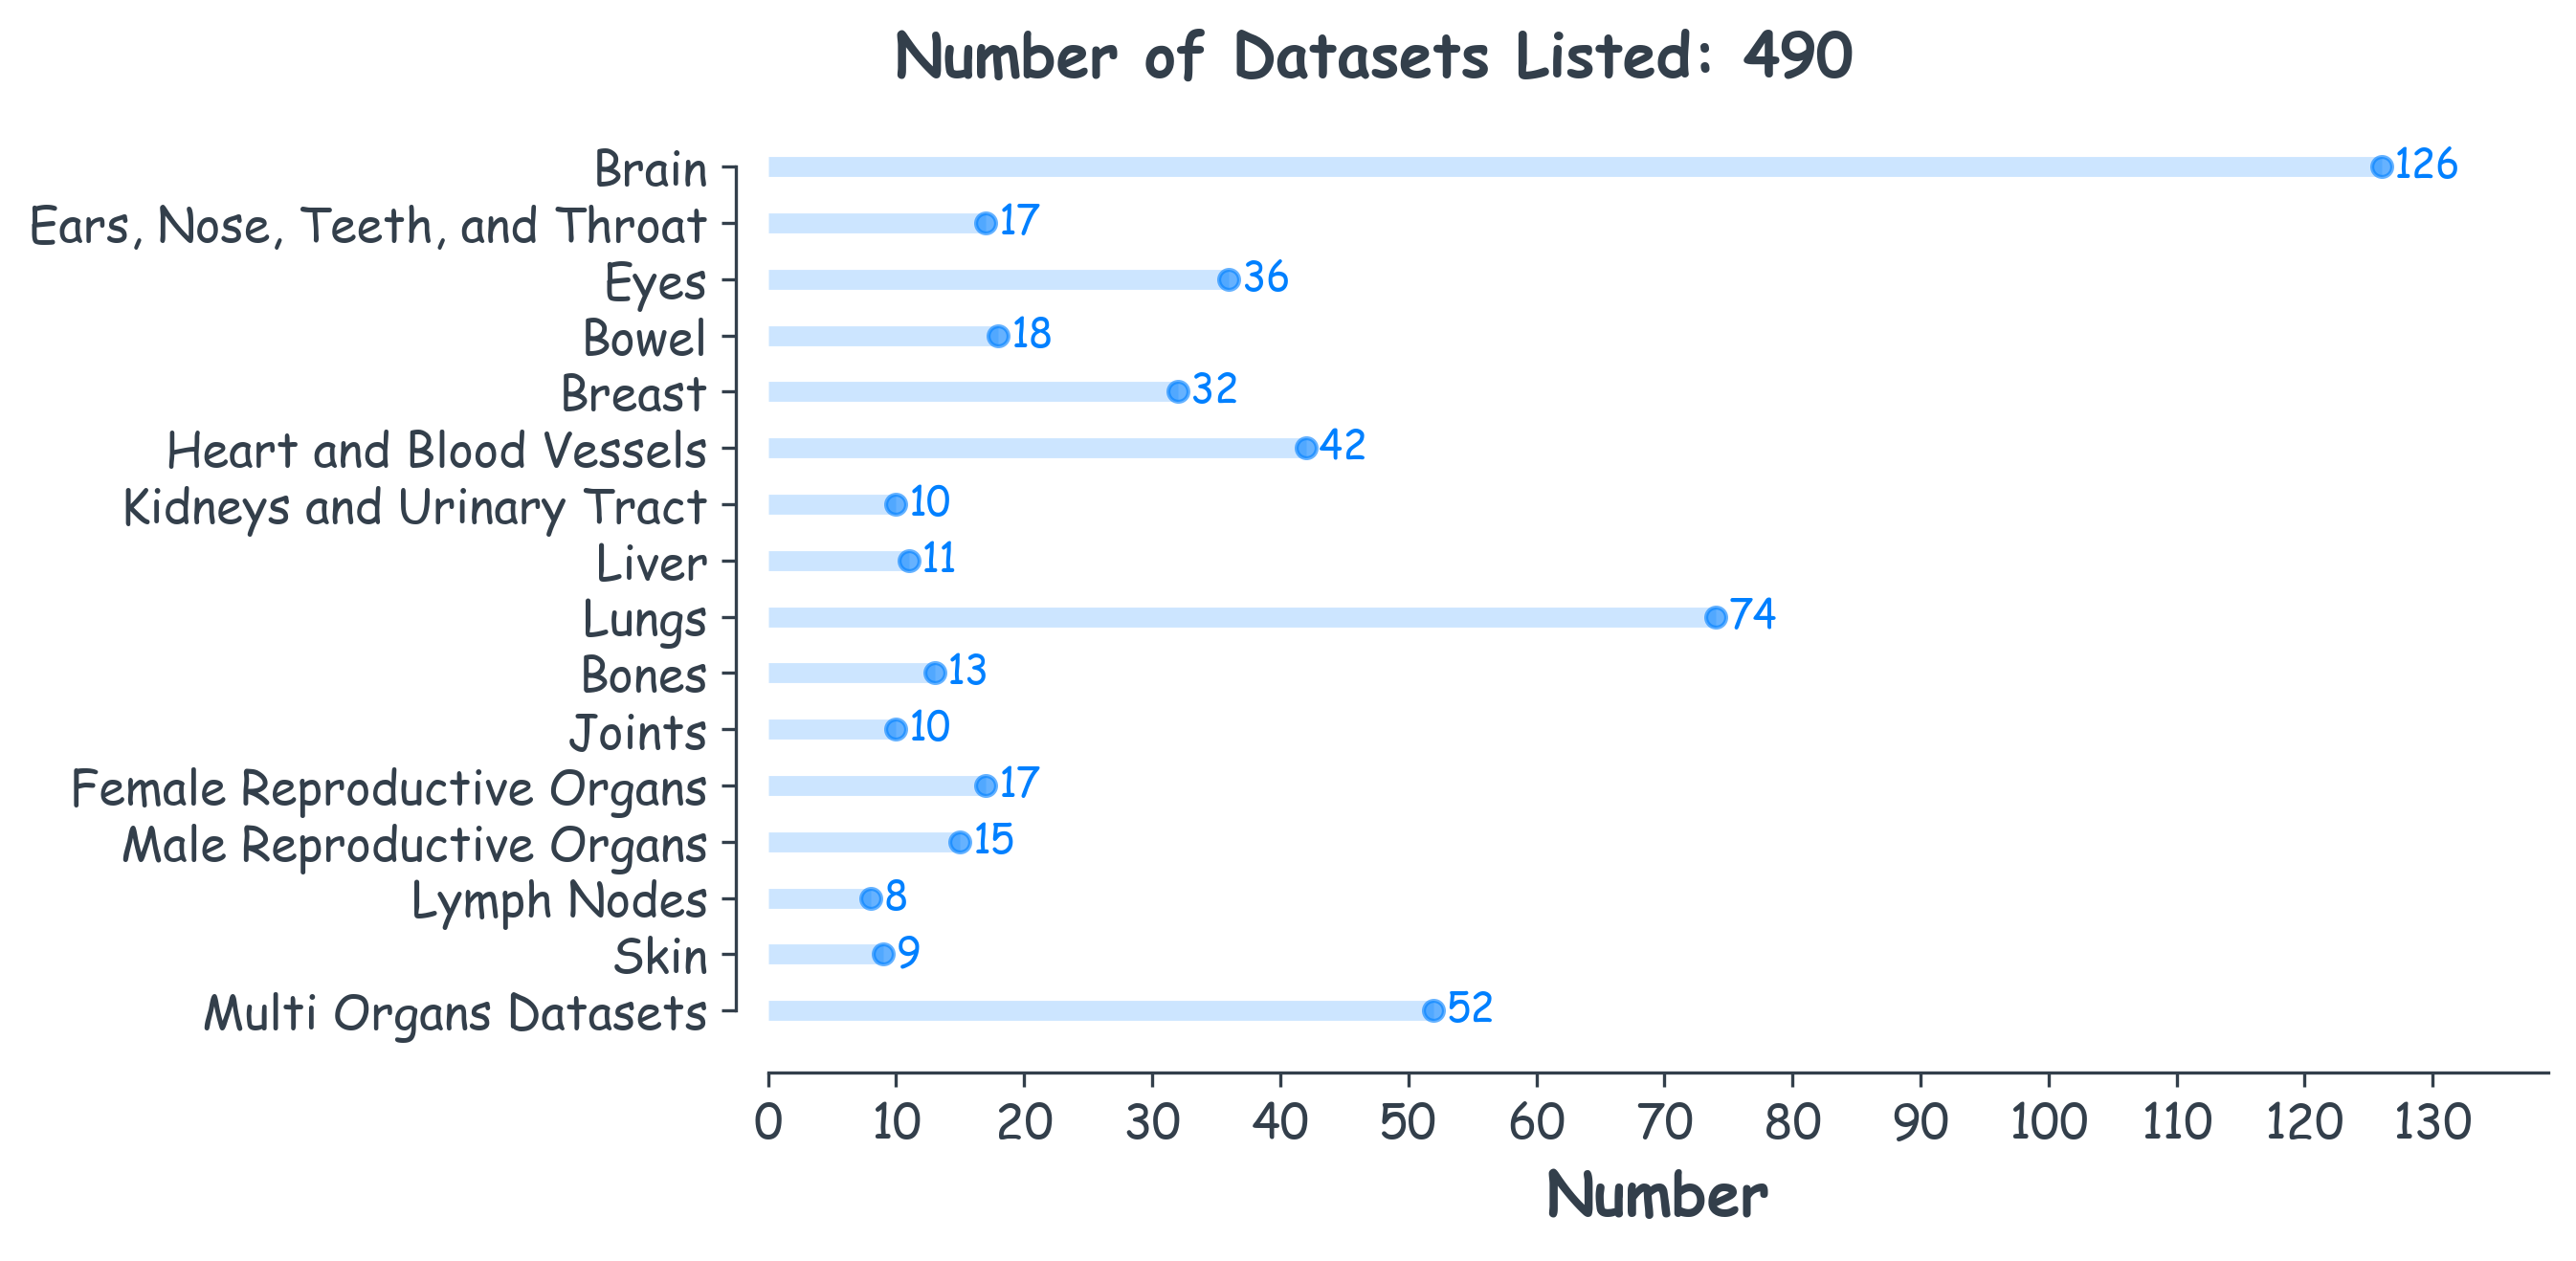 Number of Datasets Listed: 490
Brain 126
Ears, Nose, Teeth, and Throat 17
Eyes 36
Bowel 18
Breast 32
Heart and Blood Vessels 42
Kidneys and Urinary Tract 10
Liver 11
Lungs 74
Bones 13
Joints 10
Female Reproductive Organs 17
Male Reproductive Organs 15
Lymph Nodes 8
Skin 9
Multi Organs Datasets 52
0 10 20 30 40 50 60 70 80 90 100 110 120 130
Number